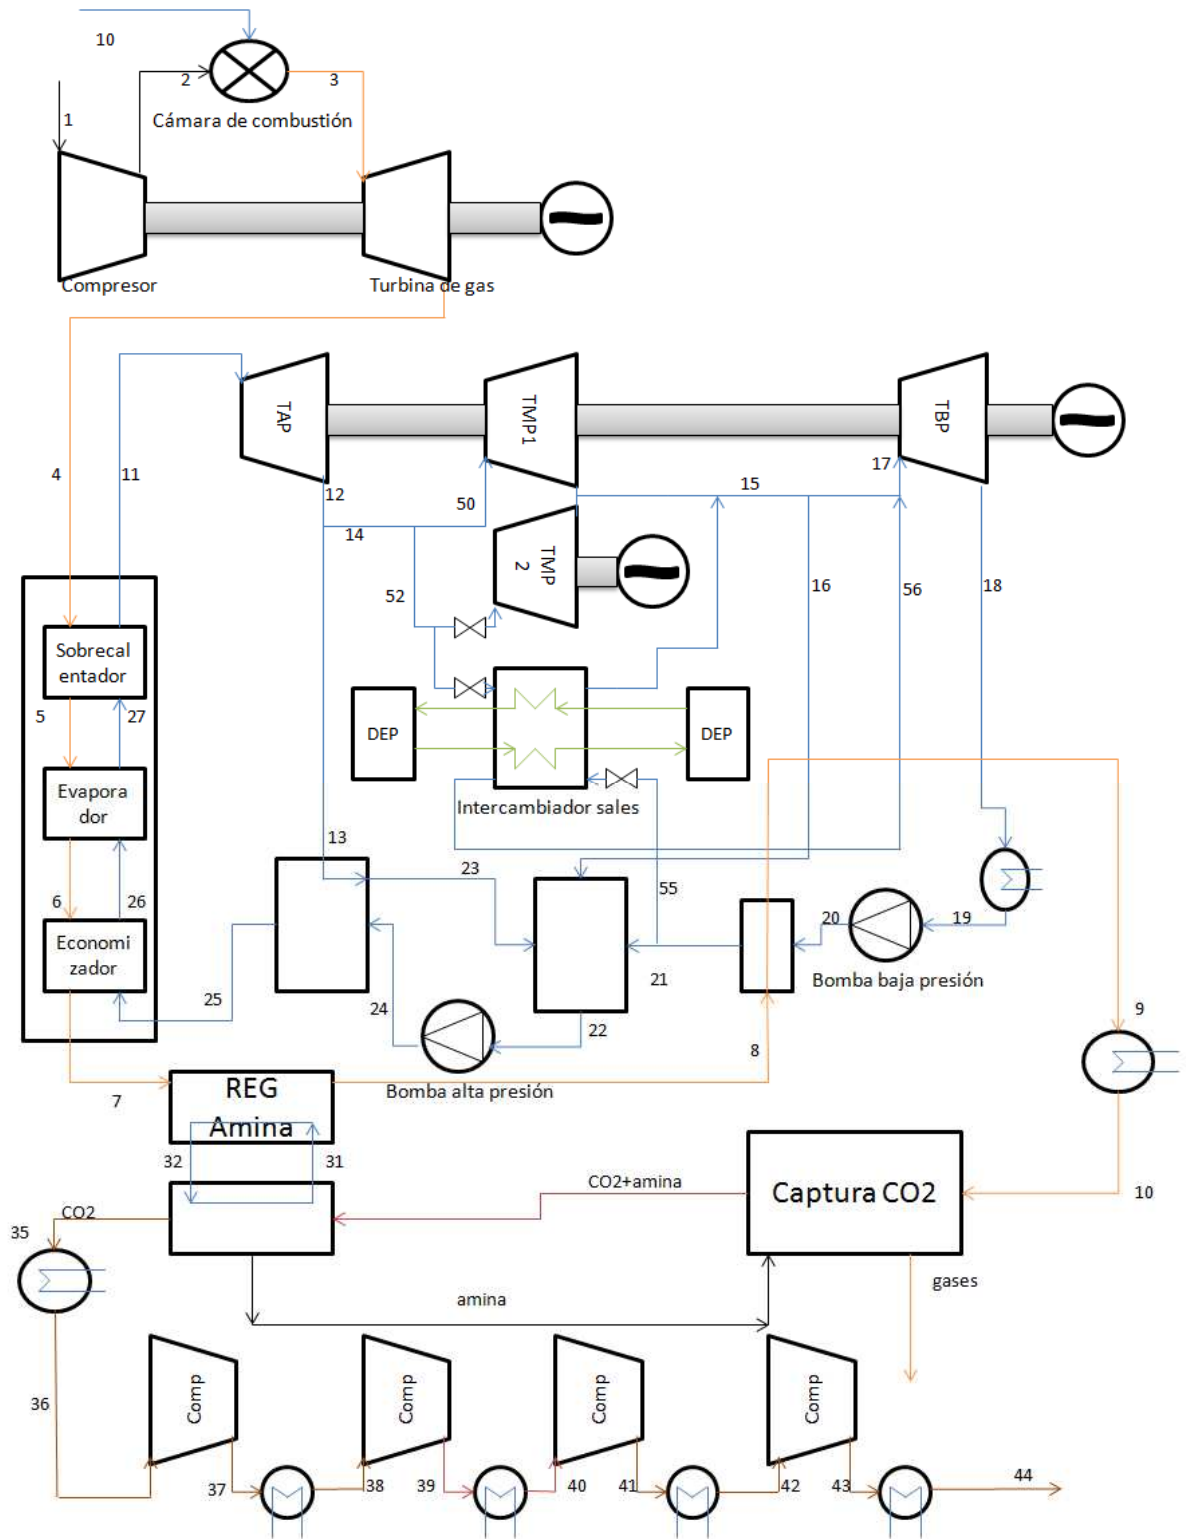 10
2
3
Cámara de combustión
1
Compresor
Turbina de gas
TAP
TMP1
TBP
4
11
12
14
50
15
17
TMP
2
52
16
56
18
Sobrecal
entador
5
27
DEP
DEP
Evapora
dor
Intercambiador sales
13
6
26
23
55
20
19
Economi
zador
Bomba baja presión
25
24
21
22
9
8
Bomba alta presión
7
REG
Amina
32
31
CO2+amina
Captura CO2
10
CO2
35
gases
amina
36
Comp
Comp
Comp
Comp
37
38
39
40
41
42
43
44